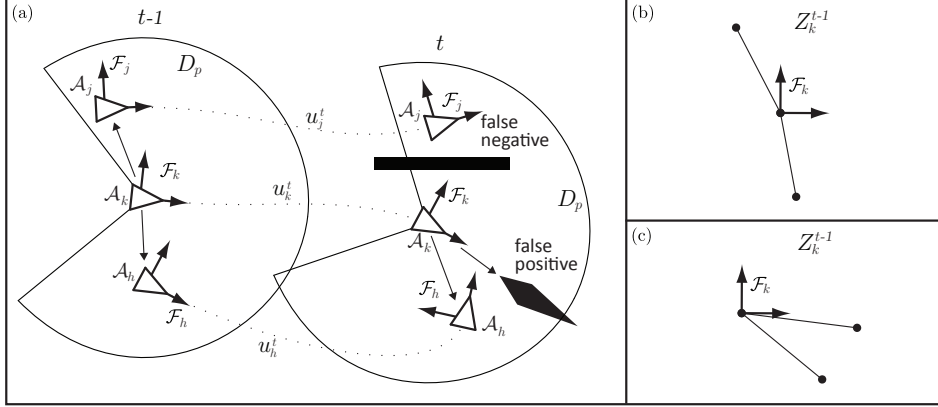 (a)
t-1
t
D_p
F_j
A_j
u_j^t
A_j
F_j
false
negative
F_k
A_k
u_k^t
F_k
A_k
D_p
false
positive
A_h
F_h
u_h^t
F_h
A_h
(b)
Z_k^{t-1}
F_k
(c)
Z_k^{t-1}
F_k